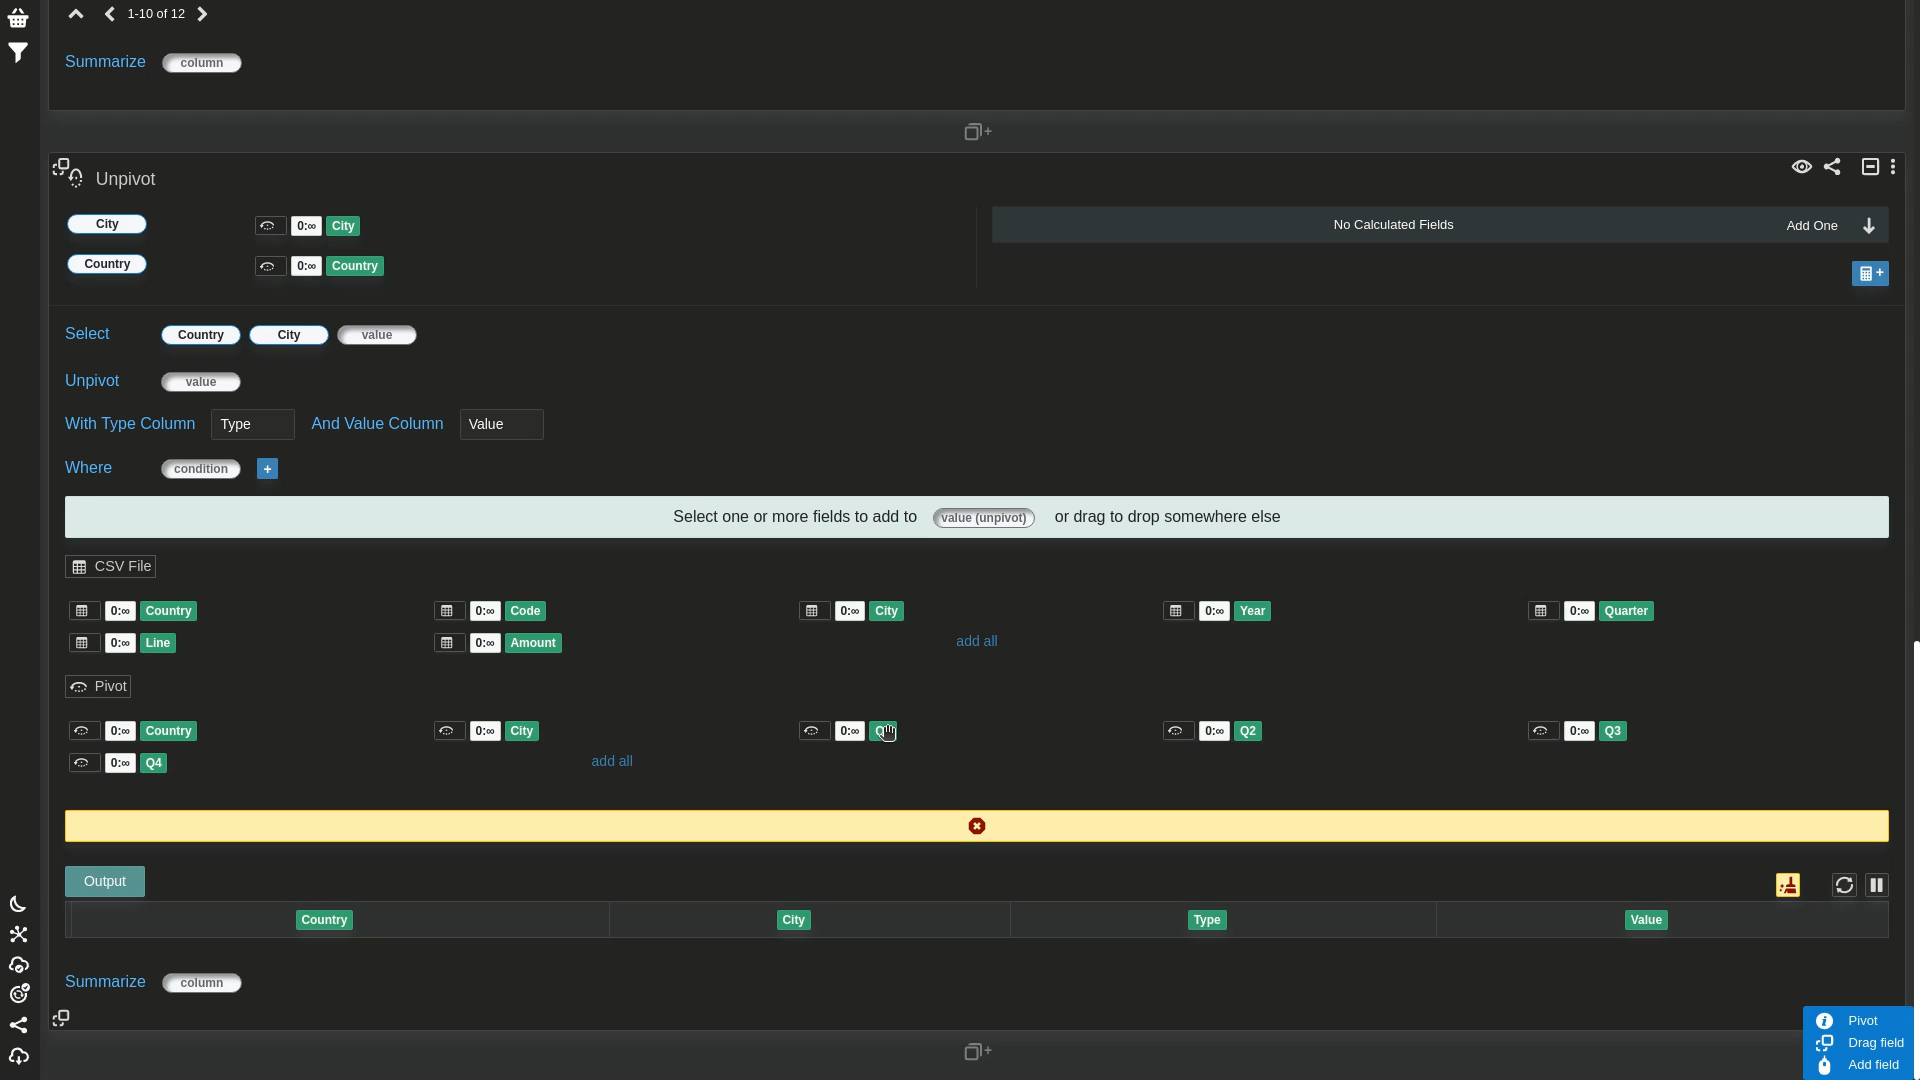 1-10 of 12
Summarize column
+
Unpivot
City 0:∞ City
No Calculated Fields Add One
Country 0:∞ Country
+
Select Country City value
Unpivot value
With Type Column Type And Value Column Value
Where condition +
Select one or more fields to add to value (unpivot) or drag to drop somewhere else
CSV File
0:∞ Country 0:∞ Code 0:∞ City 0:∞ Year 0:∞ Quarter
0:∞ Line 0:∞ Amount add all
Pivot
0:∞ Country 0:∞ City 0:∞ 0:∞ Q2 0:∞ Q3
0:∞ Q4 add all
Output
Country City Type Value
Summarize column
Pivot
Drag field
Add field
+